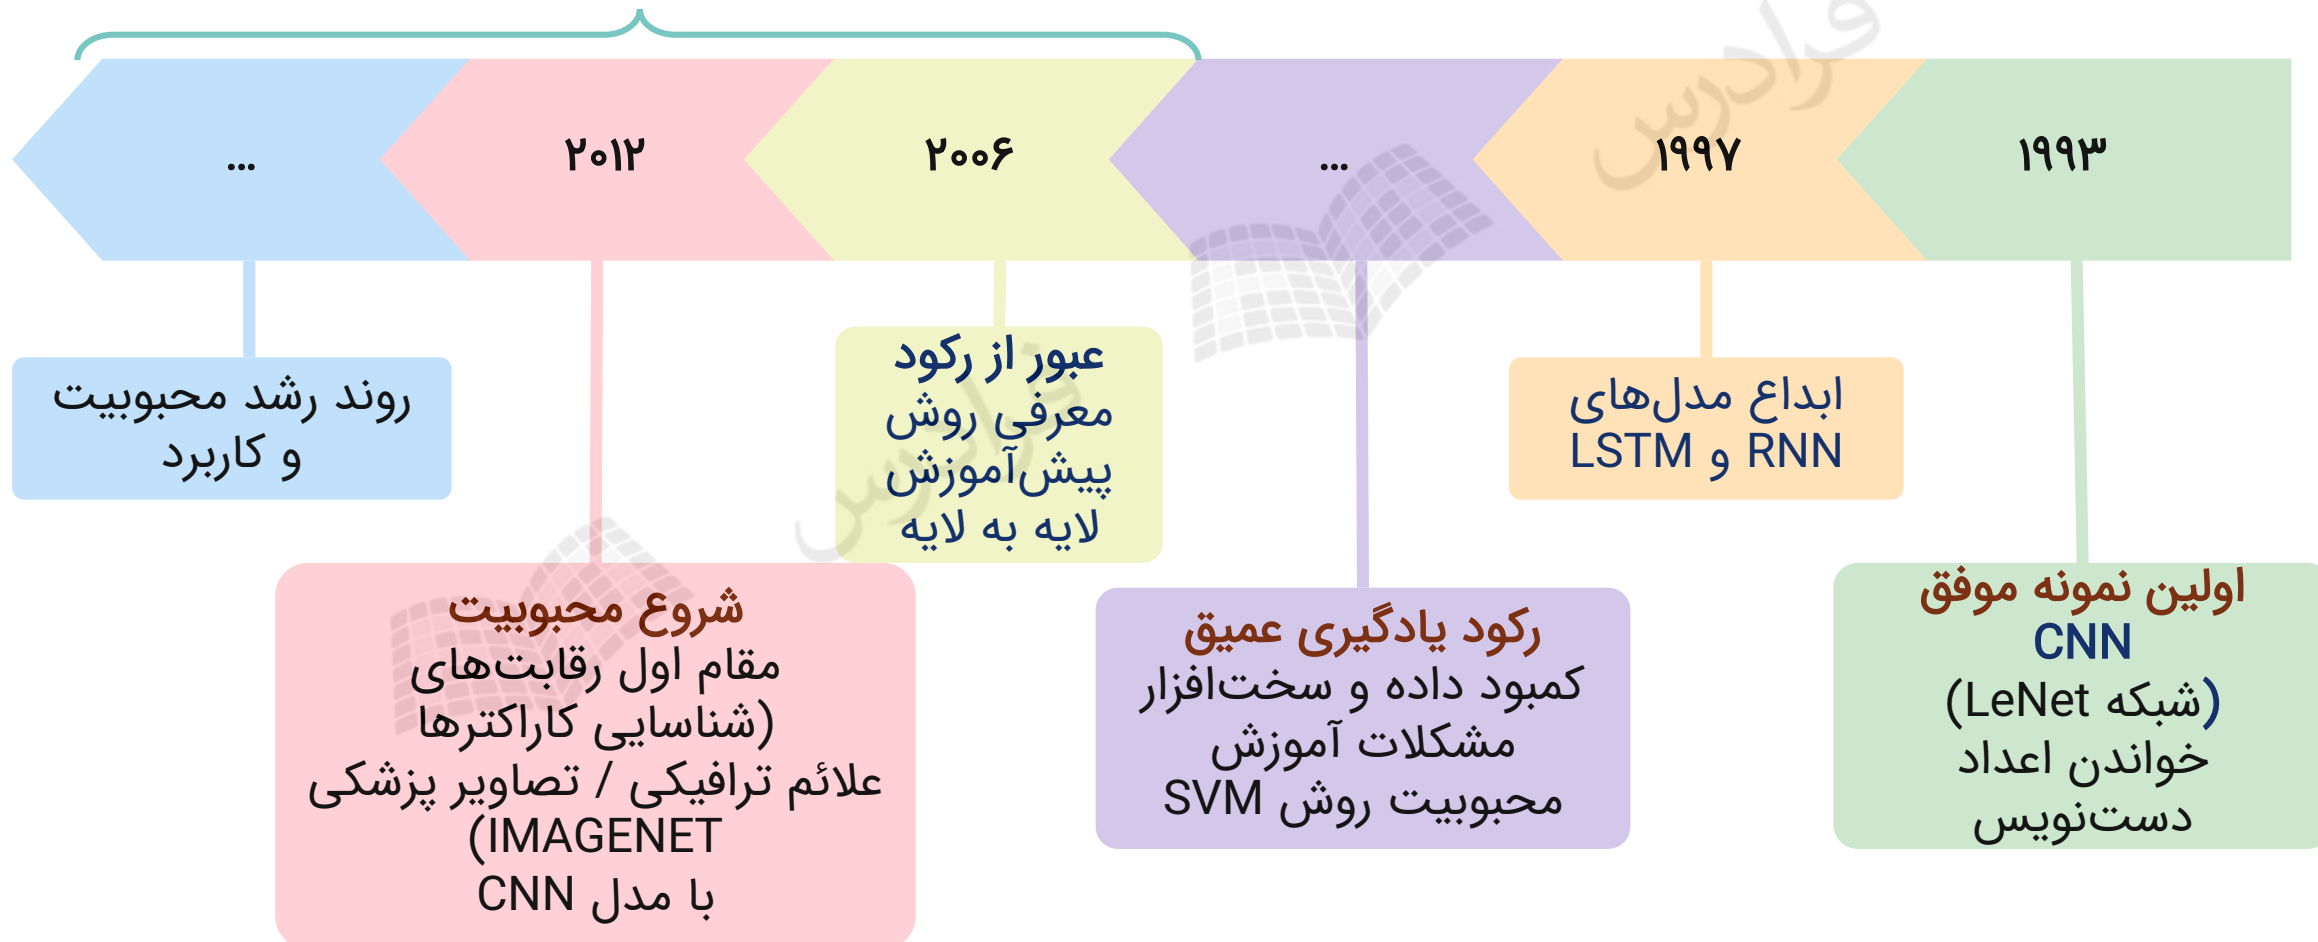 ۱۹۹۳
۱۹۹۷
...
۲۰۰۶
۲۰۱۲
...
اولین نمونه موفق
CNN
(شبکه LeNet)
خواندن اعداد
دست‌نویس
ابداع مدل‌های
RNN و LSTM
رکود یادگیری عمیق
کمبود داده و سخت‌افزار
مشکلات آموزش
محبوبیت روش SVM
عبور از رکود
معرفی روش
پیش‌آموزش
لایه به لایه
شروع محبوبیت
مقام اول رقابت‌های
(شناسایی کاراکترها
علائم ترافیکی / تصاویر پزشکی
IMAGENET)
با مدل CNN
روند رشد محبوبیت
و کاربرد
فرادرس
فرادرس